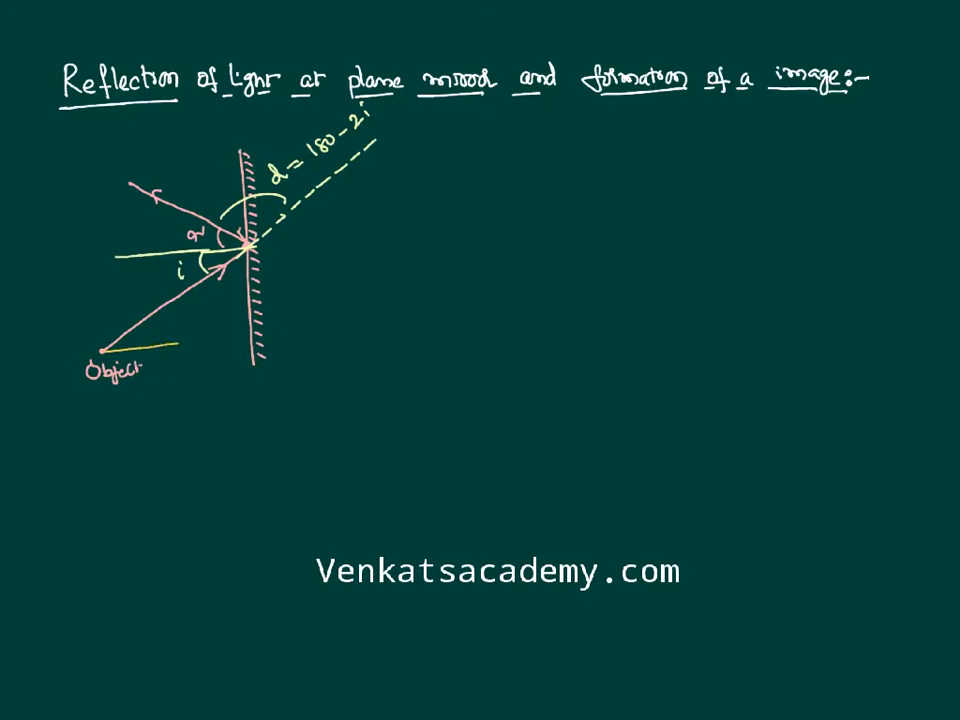 Reflection of light at plane mirror and formation of a image:-
d = 180 - 2i
r
i
Object
Venkatsacademy.com